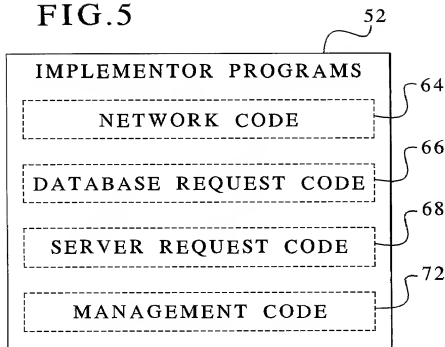 FIG.5
52
IMPLEMENTOR PROGRAMS
64
NETWORK CODE
66
DATABASE REQUEST CODE
68
SERVER REQUEST CODE
72
MANAGEMENT CODE